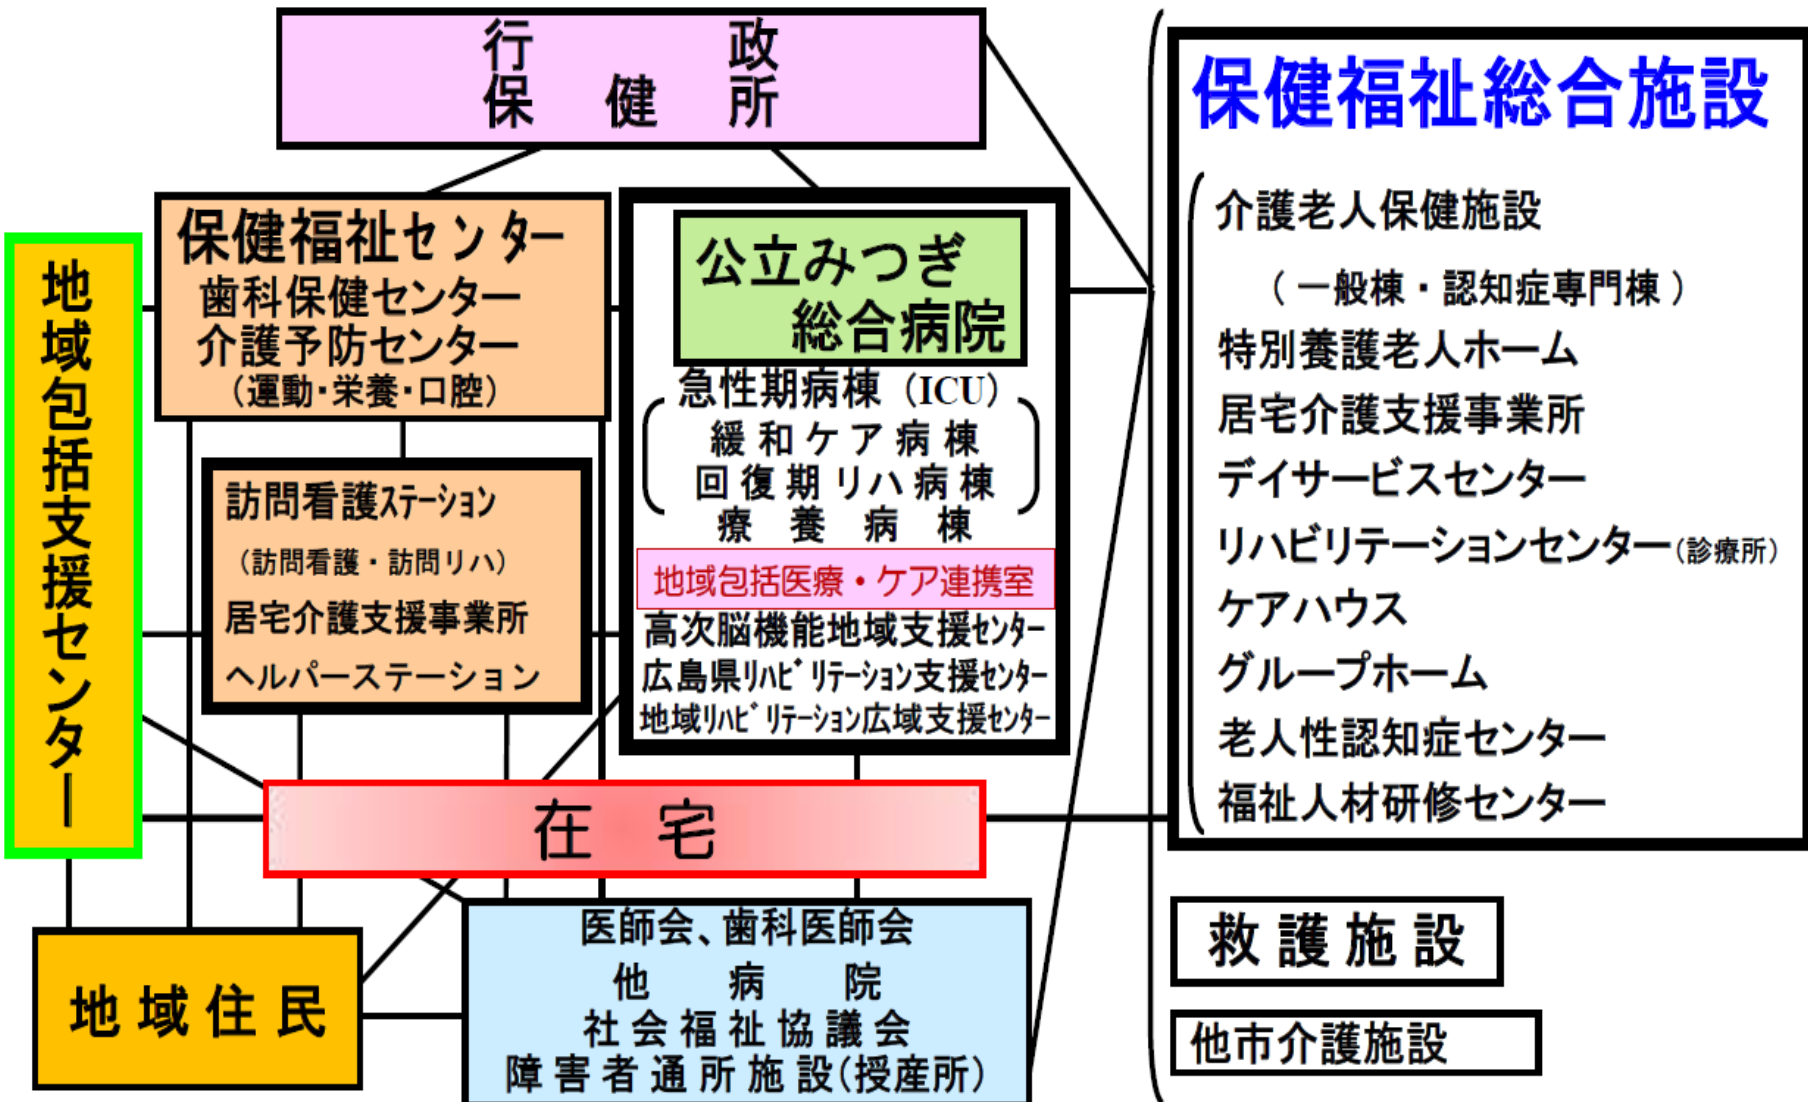 行政
保健所
保健福祉センター
歯科保健センター
介護予防センター
（運動・栄養・口腔）
地域包括支援センター
訪問看護ステーション
（訪問看護・訪問リハ）
居宅介護支援事業所
ヘルパーステーション
公立みつぎ
総合病院
急性期病棟（ICU）
緩和ケア病棟
回復期リハ病棟
療養病棟
地域包括医療・ケア連携室
高次脳機能地域支援センター
広島県リハビリテーション支援センター
地域リハビリテーション広域支援センター
在宅
地域住民
医師会、歯科医師会
他病院
社会福祉協議会
障害者通所施設（授産所）
保健福祉総合施設
介護老人保健施設
（一般棟・認知症専門棟）
特別養護老人ホーム
居宅介護支援事業所
デイサービスセンター
リハビリテーションセンター（診療所）
ケアハウス
グループホーム
老人性認知症センター
福祉人材研修センター
救護施設
他市介護施設